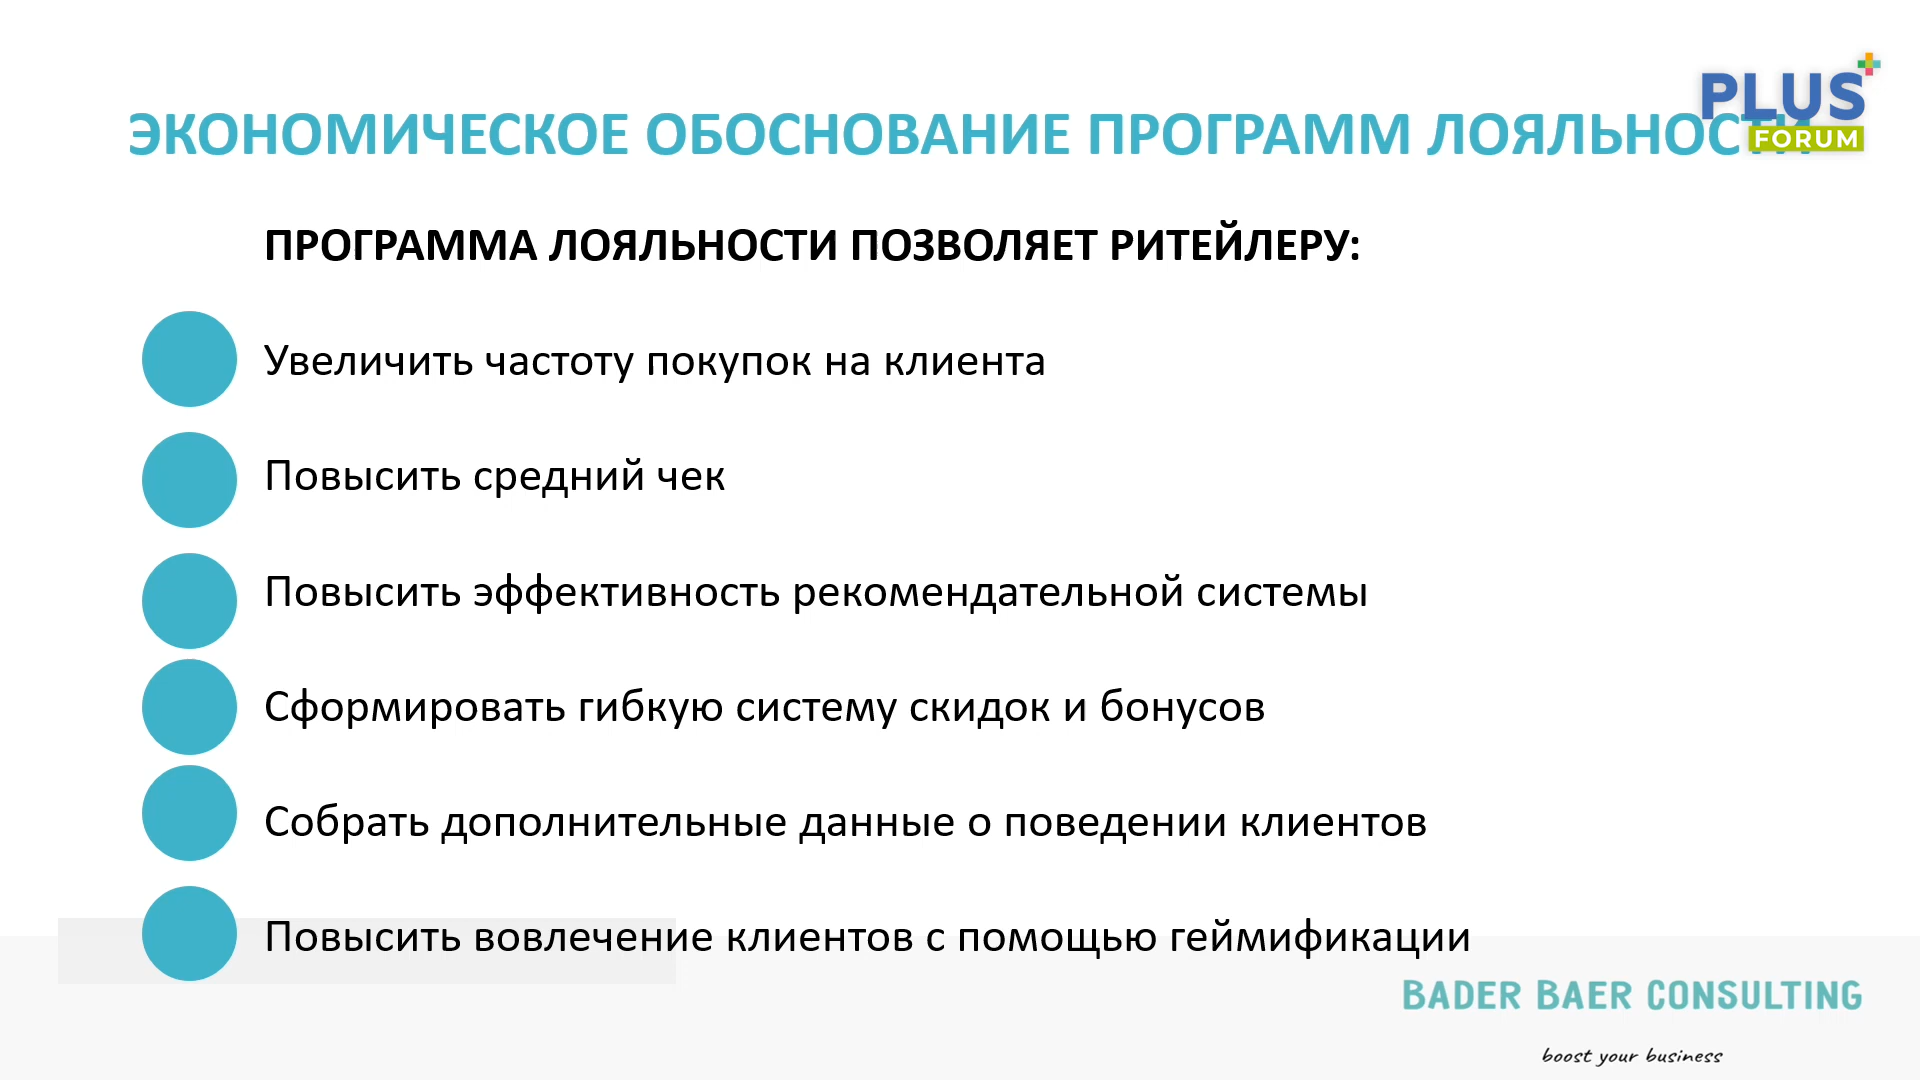 PLUS
FORUM
ЭКОНОМИЧЕСКОЕ ОБОСНОВАНИЕ ПРОГРАММ ЛОЯЛЬНОСТИ
ПРОГРАММА ЛОЯЛЬНОСТИ ПОЗВОЛЯЕТ РИТЕЙЛЕРУ:
Увеличить частоту покупок на клиента
Повысить средний чек
Повысить эффективность рекомендательной системы
Сформировать гибкую систему скидок и бонусов
Собрать дополнительные данные о поведении клиентов
Повысить вовлечение клиентов с помощью геймификации
BADER BAER CONSULTING
boost your business